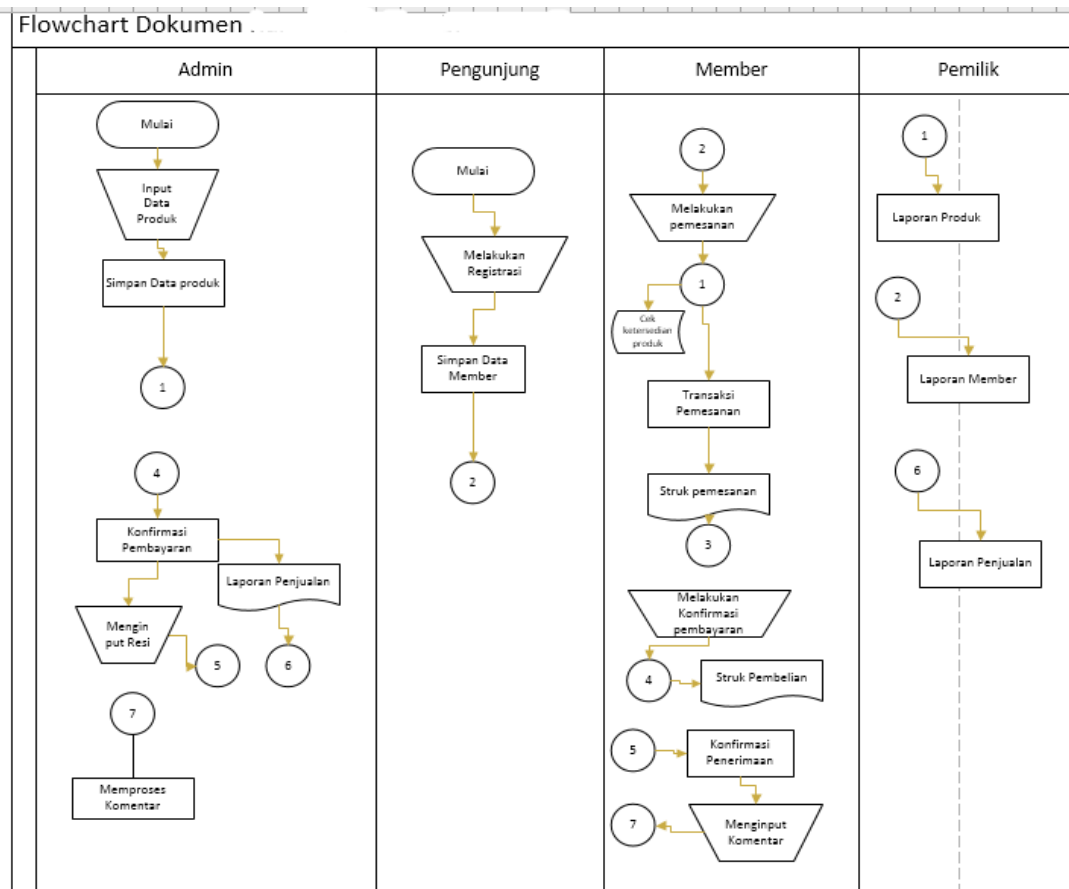 Flowchart Dokumen
Admin
Pengunjung
Member
Pemilik
Mulai
Input
Data
Produk
Simpan Data produk
1
4
Konfirmasi
Pembayaran
Laporan Penjualan
Mengin
put Resi
5
6
7
Memproses
Komentar
Mulai
Melakukan
Registrasi
Simpan Data
Member
2
2
Melakukan
pemesanan
1
Cek
ketersedian
produk
Transaksi
Pemesanan
Struk pemesanan
3
Melakukan
Konfirmasi
pembayaran
4
Struk Pembelian
5
Konfirmasi
Penerimaan
7
Menginput
Komentar
1
Laporan Produk
2
Laporan Member
6
Laporan Penjualan